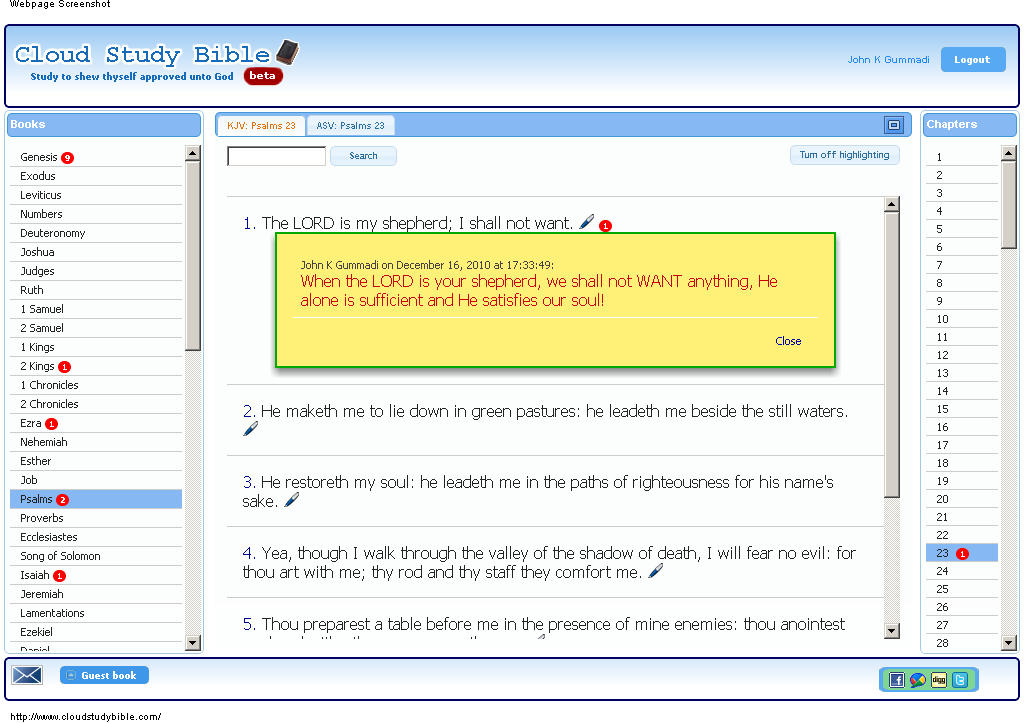 Webpage Screenshot
Cloud Study Bible
Study to shew thyself approved unto God beta
John K Gummadi Logout
Books
Genesis 9
Exodus
Leviticus
Numbers
Deuteronomy
Joshua
Judges
Ruth
1 Samuel
2 Samuel
1 Kings
2 Kings 1
1 Chronicles
2 Chronicles
Ezra 1
Nehemiah
Esther
Job
Psalms 2
Proverbs
Ecclesiastes
Song of Solomon
Isaiah 1
Jeremiah
Lamentations
Ezekiel
Daniel
KJV: Psalms 23 ASV: Psalms 23
Search Turn off highlighting
1. The LORD is my shepherd; I shall not want. 1
John K Gummadi on December 16, 2010 at 17:33:49:
When the LORD is your shepherd, we shall not WANT anything, He
alone is sufficient and He satisfies our soul!
Close
2. He maketh me to lie down in green pastures: he leadeth me beside the still waters.
3. He restoreth my soul: he leadeth me in the paths of righteousness for his name's
sake.
4. Yea, though I walk through the valley of the shadow of death, I will fear no evil: for
thou art with me; thy rod and thy staff they comfort me.
5. Thou preparest a table before me in the presence of mine enemies: thou anointest
Chapters
1
2
3
4
5
6
7
8
9
10
11
12
13
14
15
16
17
18
19
20
21
22
23 1
24
25
26
27
28
Guest book
digg
http://www.cloudstudybible.com/